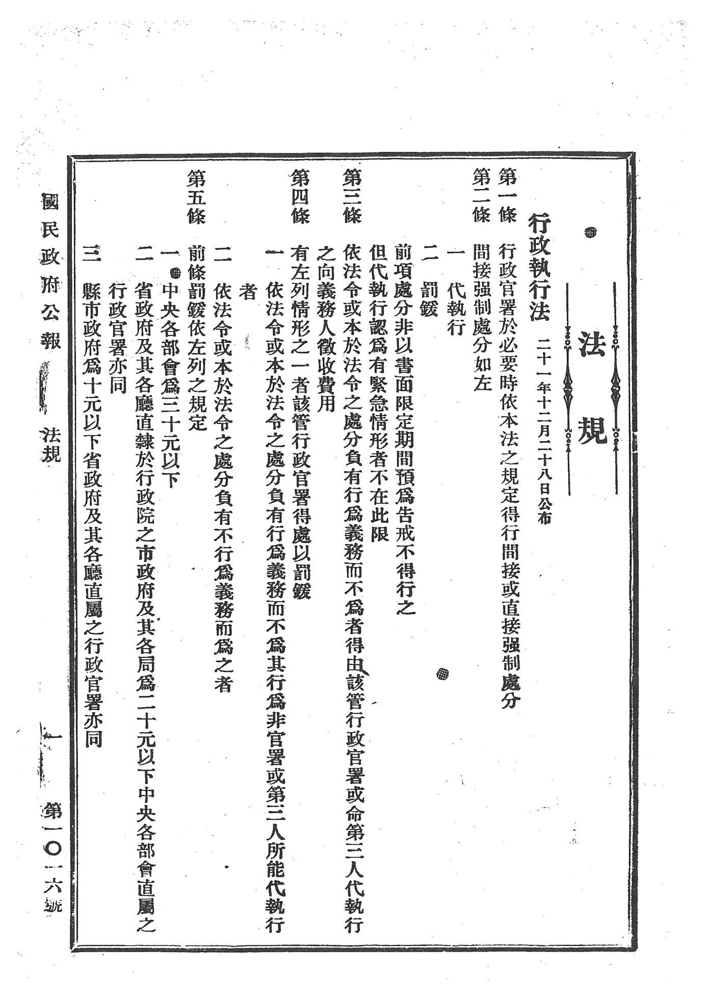 法規
行政執行法 二十一年十二月二十八日公布
第一條 行政官署於必要時依本法之規定得行間接或直接强制處分
第二條 間接强制處分如左
一 代執行
二 罰鍰
前項處分非以書面限定期間預爲告戒不得行之
但代執行認爲有緊急情形者不在此限
第三條 依法令或本於法令之處分負有行爲義務而不爲者得由該管行政官署或命第三人代執行
之向義務人徵收費用
第四條 有左列情形之一者該管行政官署得處以罰鍰
一 依法令或本於法令之處分負有行爲義務而不爲其行爲非官署或第三人所能代執行
者
二 依法令或本於法令之處分負有不行爲義務而爲之者
第五條 前條罰鍰依左列之規定
一 中央各部會爲三十元以下
二 省政府及其各廳直隸於行政院之市政府及其各局爲二十元以下中央各部會直屬之
行政官署亦同
三 縣市政府爲十元以下省政府及其各廳直屬之行政官署亦同
國民政府公報 法規 一 第一〇一六號